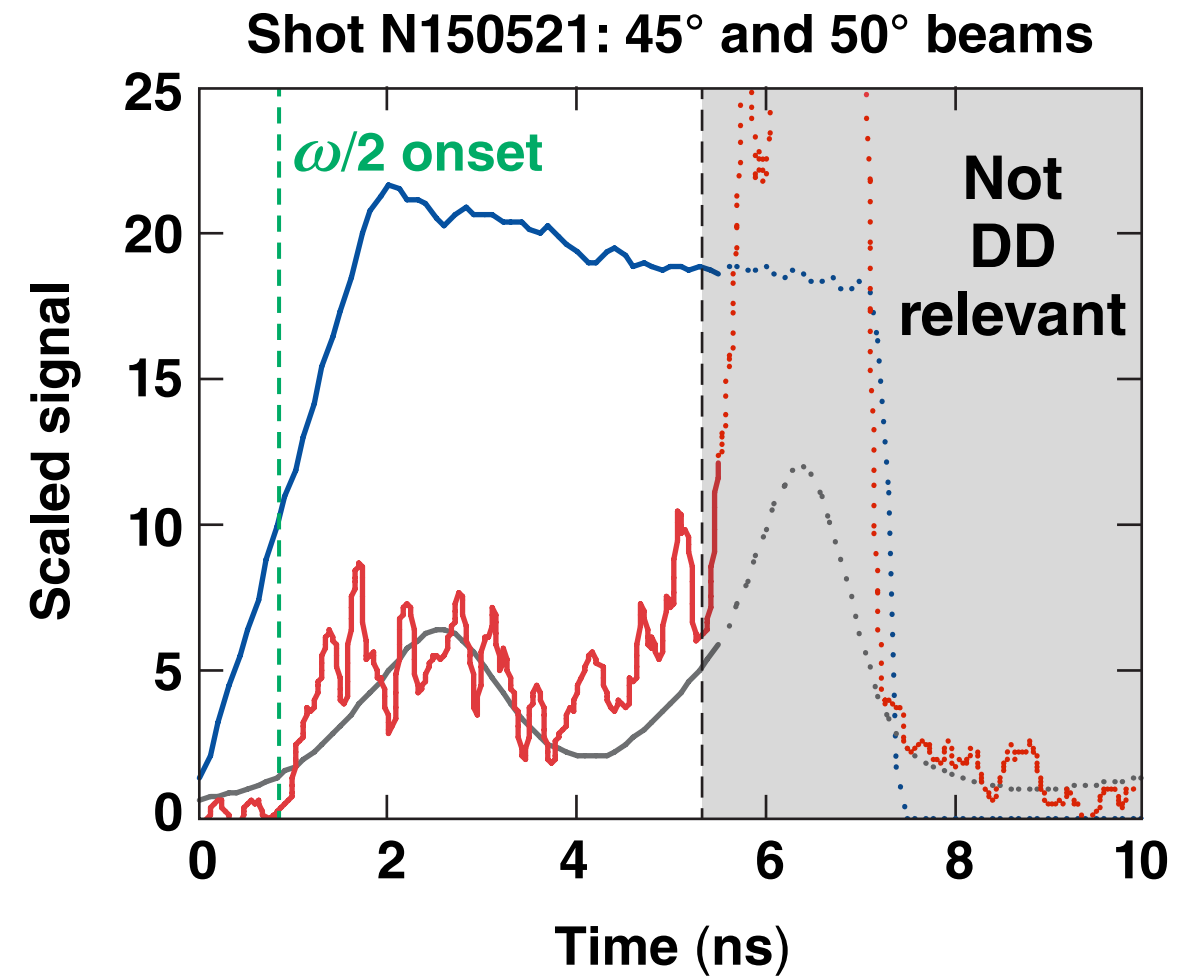 Shot N150521: 45° and 50° beams
25
20
15
10
5
0
ω/2 onset
Not
DD
relevant
Scaled signal
0 2 4 6 8 10
Time (ns)